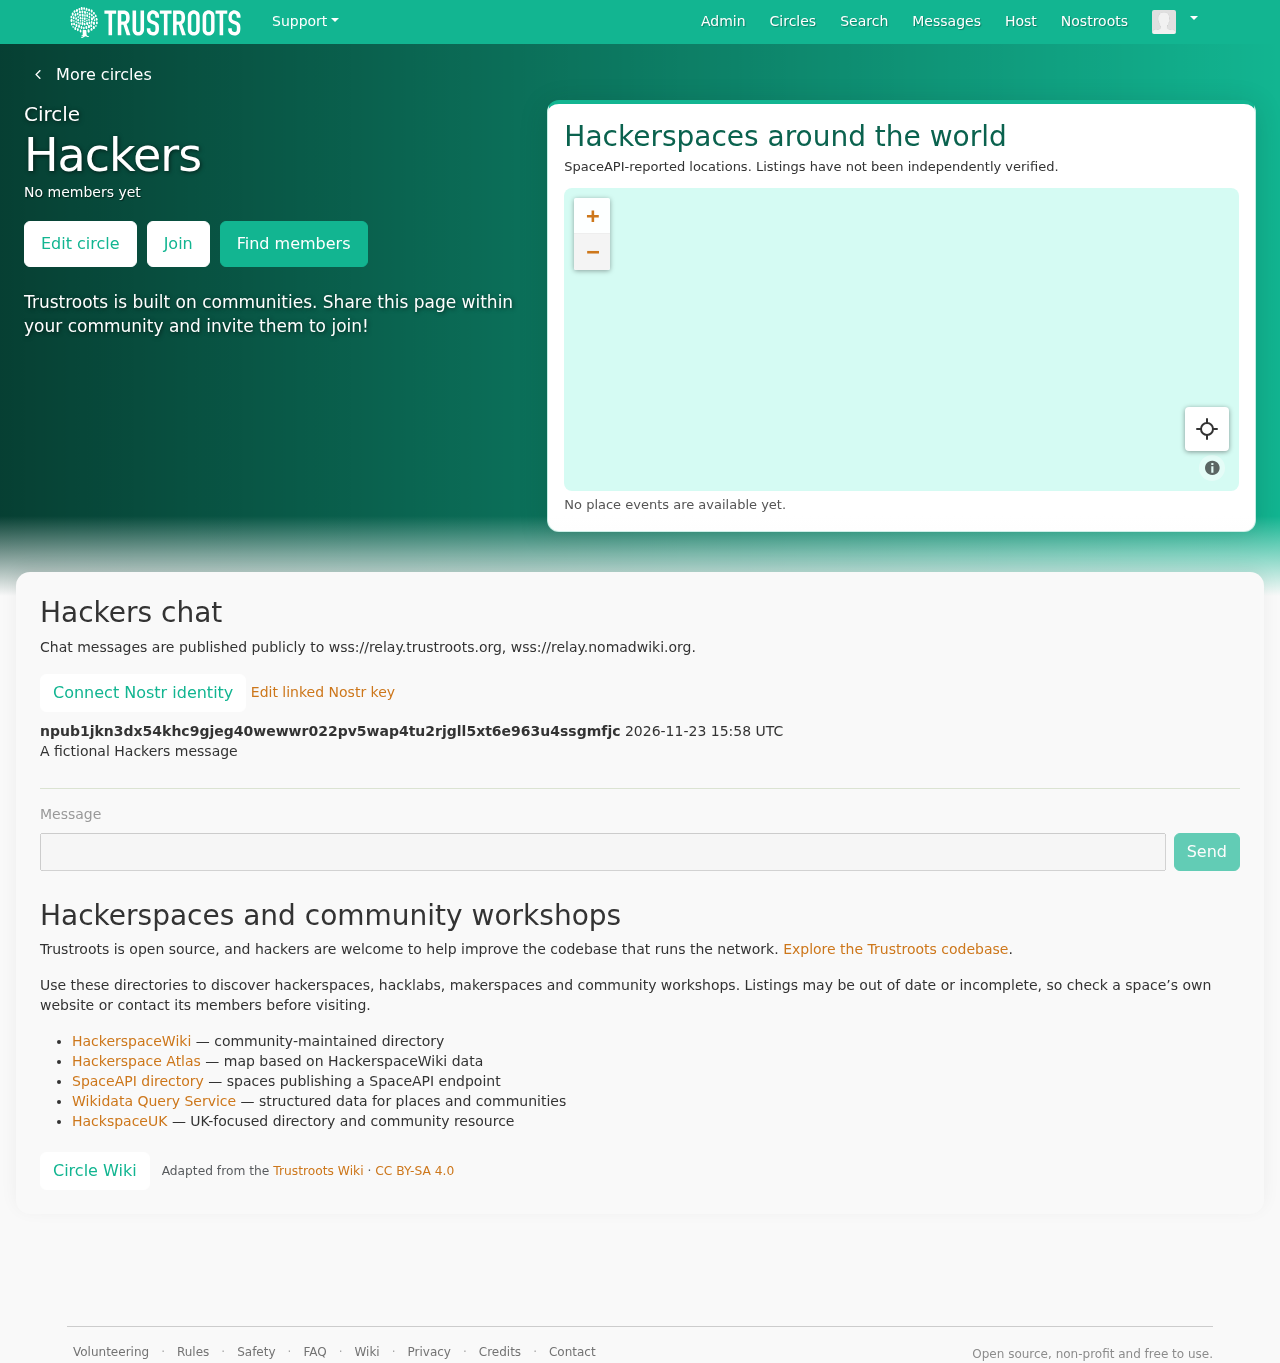 TRUSTROOTS
Support
Admin
Circles
Search
Messages
Host
Nostroots
More circles
Circle
Hackers
No members yet
Edit circle
Join
Find members
Trustroots is built on communities. Share this page within
your community and invite them to join!
Hackerspaces around the world
SpaceAPI-reported locations. Listings have not been independently verified.
+
−
No place events are available yet.
Hackers chat
Chat messages are published publicly to wss://relay.trustroots.org, wss://relay.nomadwiki.org.
Connect Nostr identity Edit linked Nostr key
npub1jkn3dx54khc9gjeg40wewwr022pv5wap4tu2rjgll5xt6e963u4ssgmfjc 2026-11-23 15:58 UTC
A fictional Hackers message
Message
Send
Hackerspaces and community workshops
Trustroots is open source, and hackers are welcome to help improve the codebase that runs the network. Explore the Trustroots codebase.
Use these directories to discover hackerspaces, hacklabs, makerspaces and community workshops. Listings may be out of date or incomplete, so check a space’s own
website or contact its members before visiting.
• HackerspaceWiki — community-maintained directory
• Hackerspace Atlas — map based on HackerspaceWiki data
• SpaceAPI directory — spaces publishing a SpaceAPI endpoint
• Wikidata Query Service — structured data for places and communities
• HackspaceUK — UK-focused directory and community resource
Circle Wiki Adapted from the Trustroots Wiki · CC BY-SA 4.0
Volunteering · Rules · Safety · FAQ · Wiki · Privacy · Credits · Contact
Open source, non-profit and free to use.